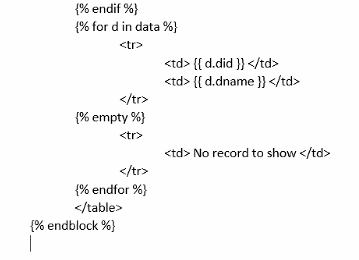 {% endif %}
{% for d in data %}
<tr>
<td> {{ d.did }} </td>
<td> {{ d.dname }} </td>
</tr>
{% empty %}
<tr>
<td> No record to show </td>
</tr>
{% endfor %}
</table>
{% endblock %}